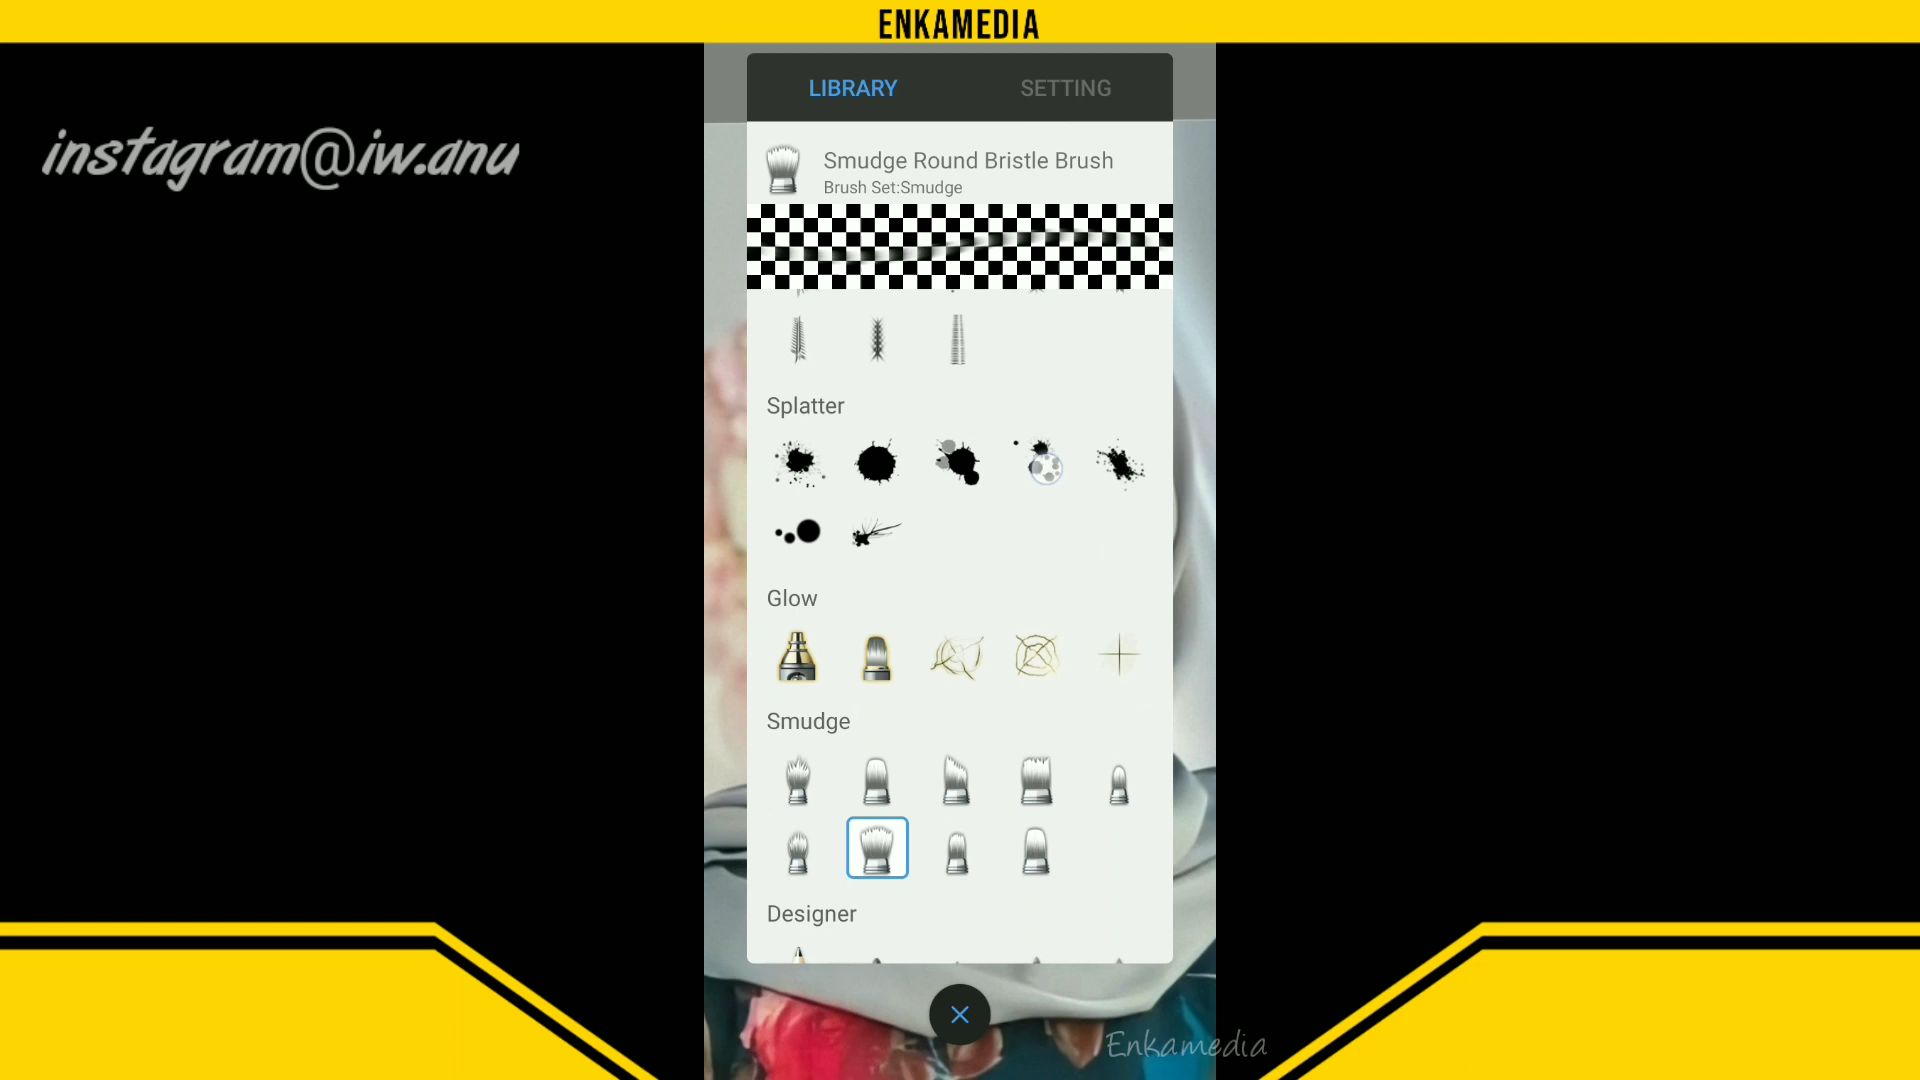 ENKAMEDIA
instagram@iw.anu
LIBRARY
SETTING
Smudge Round Bristle Brush
Brush Set:Smudge
Splatter
Glow
Smudge
Designer
Enkamedia